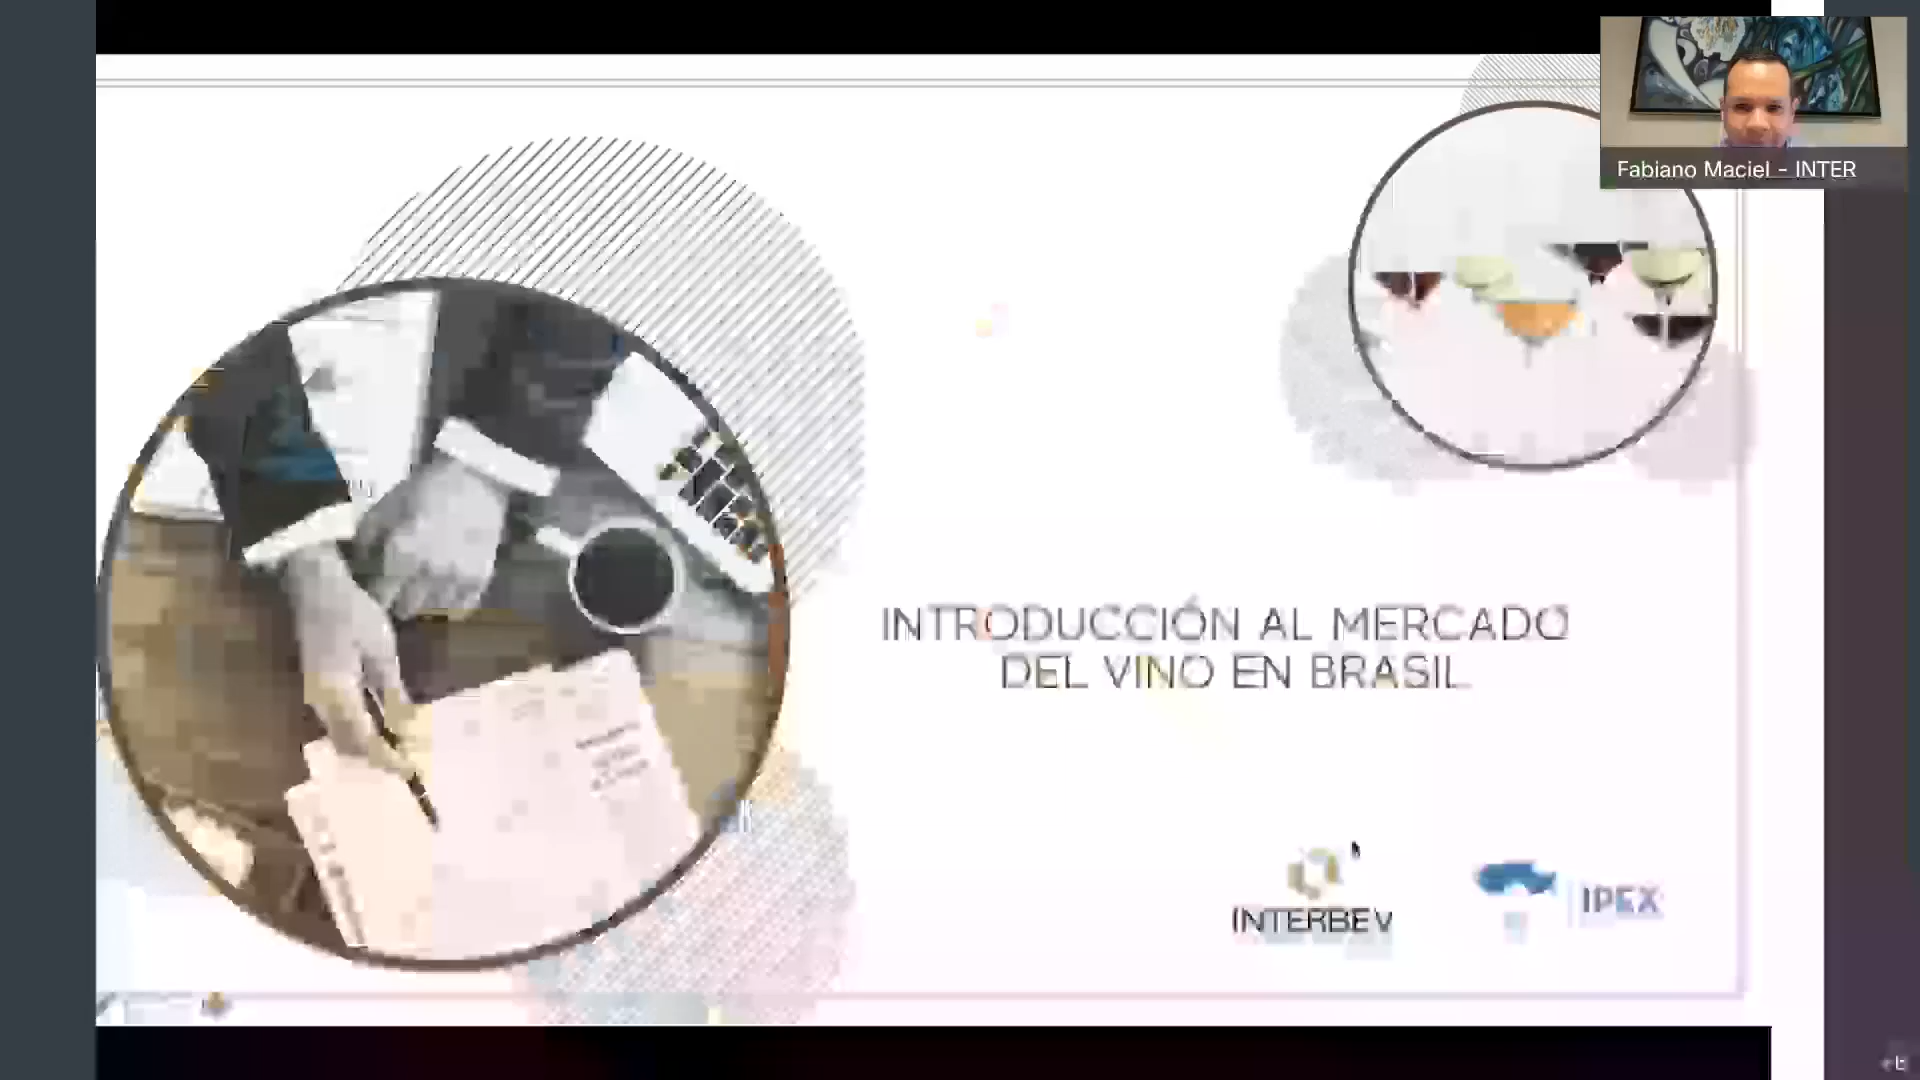 Fabiano Maciel - INTER
INTRODUCCIÓN AL MERCADO
DEL VINO EN BRASIL
INTERBEV
IPEX